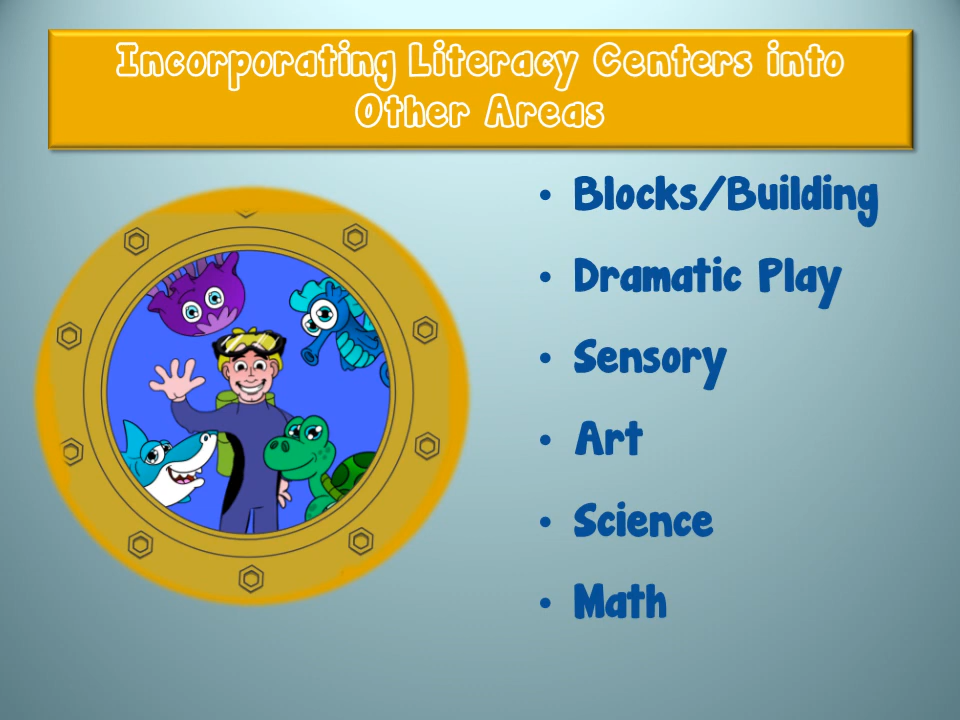 Incorporating Literacy Centers into
Other Areas
• Blocks/Building
• Dramatic Play
• Sensory
• Art
• Science
• Math